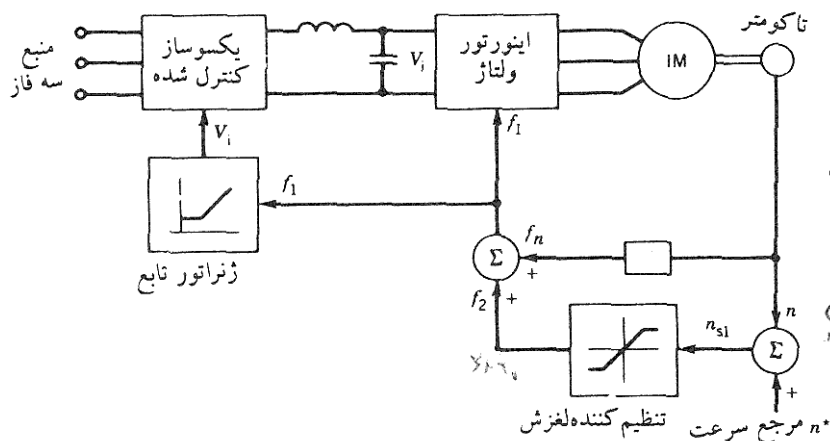 تاکومتر
منبع
سه فاز
یکسوساز
کنترل شده
V_i
اینورتور
ولتاژ
IM
V_i
f_1
f_1
ژنراتور تابع
Σ
f_n
+
f_2
+
n
n_sl
Σ
+
تنظیم کننده لغزش
مرجع سرعت n*